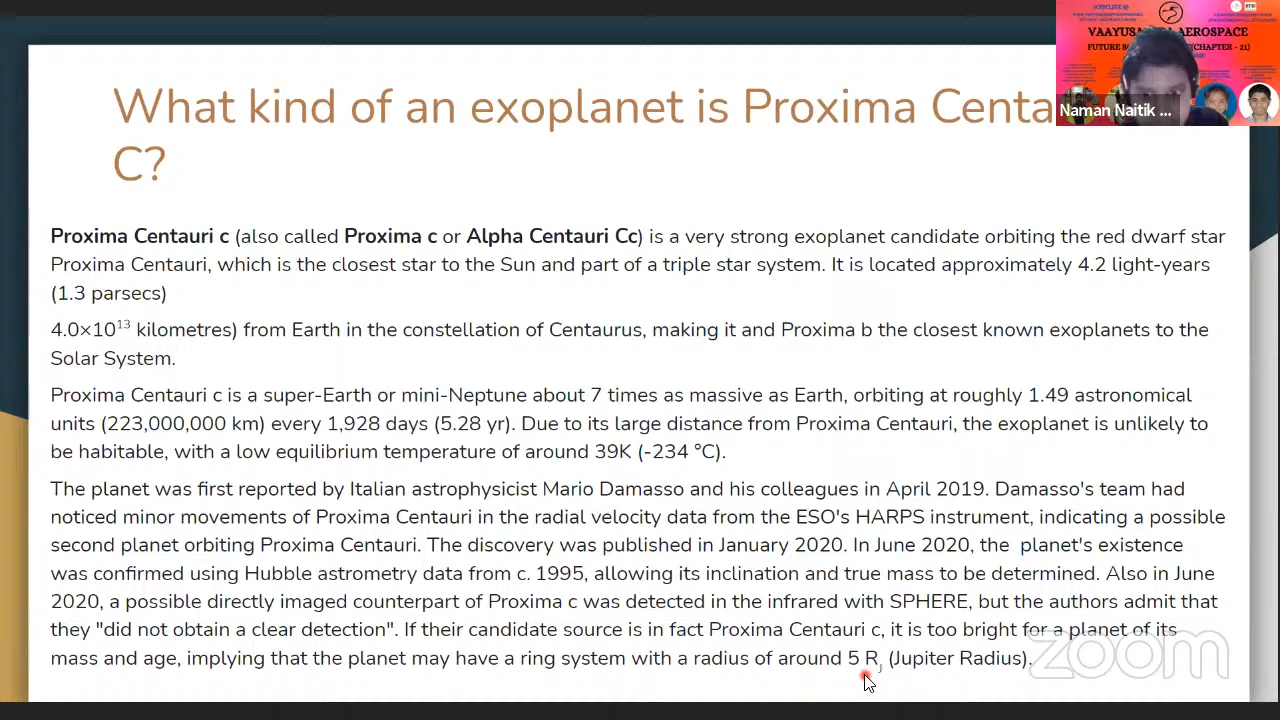 What kind of an exoplanet is Proxima Centa
C?
VAAYUSA AEROSPACE
FUTURE (CHAPTER - 21)
Naman Naitik ...
Proxima Centauri c (also called Proxima c or Alpha Centauri Cc) is a very strong exoplanet candidate orbiting the red dwarf star
Proxima Centauri, which is the closest star to the Sun and part of a triple star system. It is located approximately 4.2 light-years
(1.3 parsecs)
4.0×10¹³ kilometres) from Earth in the constellation of Centaurus, making it and Proxima b the closest known exoplanets to the
Solar System.
Proxima Centauri c is a super-Earth or mini-Neptune about 7 times as massive as Earth, orbiting at roughly 1.49 astronomical
units (223,000,000 km) every 1,928 days (5.28 yr). Due to its large distance from Proxima Centauri, the exoplanet is unlikely to
be habitable, with a low equilibrium temperature of around 39K (-234 °C).
The planet was first reported by Italian astrophysicist Mario Damasso and his colleagues in April 2019. Damasso's team had
noticed minor movements of Proxima Centauri in the radial velocity data from the ESO's HARPS instrument, indicating a possible
second planet orbiting Proxima Centauri. The discovery was published in January 2020. In June 2020, the planet's existence
was confirmed using Hubble astrometry data from c. 1995, allowing its inclination and true mass to be determined. Also in June
2020, a possible directly imaged counterpart of Proxima c was detected in the infrared with SPHERE, but the authors admit that
they "did not obtain a clear detection". If their candidate source is in fact Proxima Centauri c, it is too bright for a planet of its
mass and age, implying that the planet may have a ring system with a radius of around 5 RJ (Jupiter Radius).
zoom